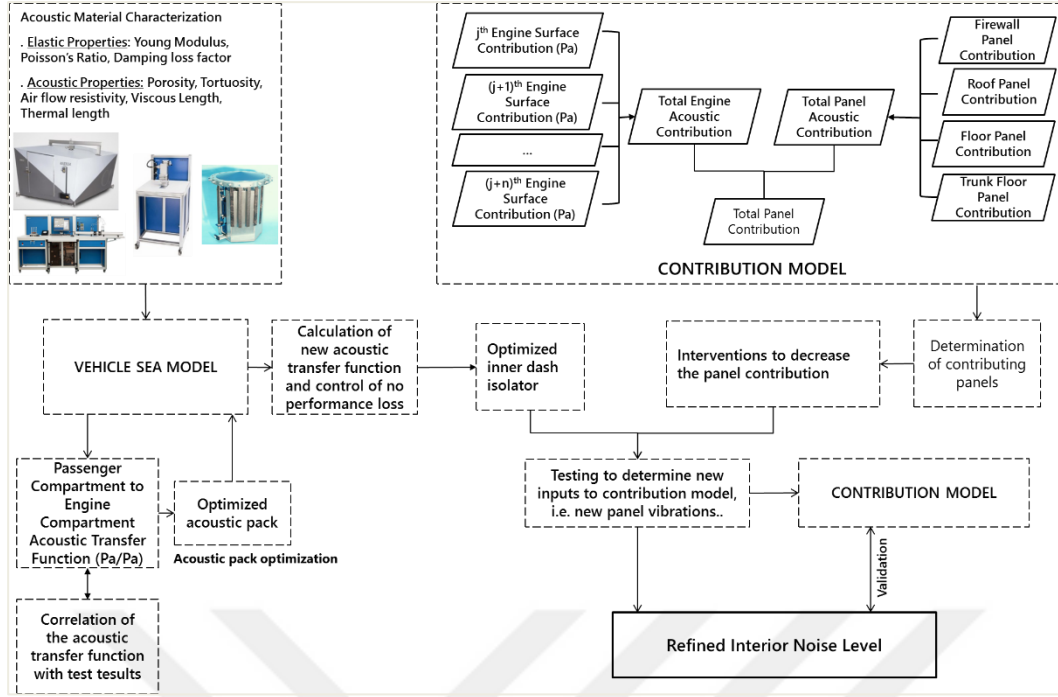 Acoustic Material Characterization
. Elastic Properties: Young Modulus,
Poisson's Ratio, Damping loss factor
. Acoustic Properties: Porosity, Tortuosity,
Air flow resistivity, Viscous Length,
Thermal length
jth Engine Surface
Contribution (Pa)
(j+1)th Engine
Surface
Contribution (Pa)
...
(j+n)th Engine
Surface
Contribution (Pa)
Total Engine
Acoustic
Contribution
Total Panel
Acoustic
Contribution
Total Panel
Contribution
Firewall
Panel
Contribution
Roof Panel
Contribution
Floor Panel
Contribution
Trunk Floor
Panel
Contribution
CONTRIBUTION MODEL
VEHICLE SEA MODEL
Calculation of
new acoustic
transfer function
and control of no
performance loss
Optimized
inner dash
isolator
Interventions to decrease
the panel contribution
Determination
of contributing
panels
Passenger
Compartment to
Engine
Compartment
Acoustic Transfer
Function (Pa/Pa)
Optimized
acoustic pack
Acoustic pack optimization
Testing to determine new
inputs to contribution model,
i.e. new panel vibrations..
CONTRIBUTION MODEL
Validation
Correlation of
the acoustic
transfer function
with test tesults
Refined Interior Noise Level